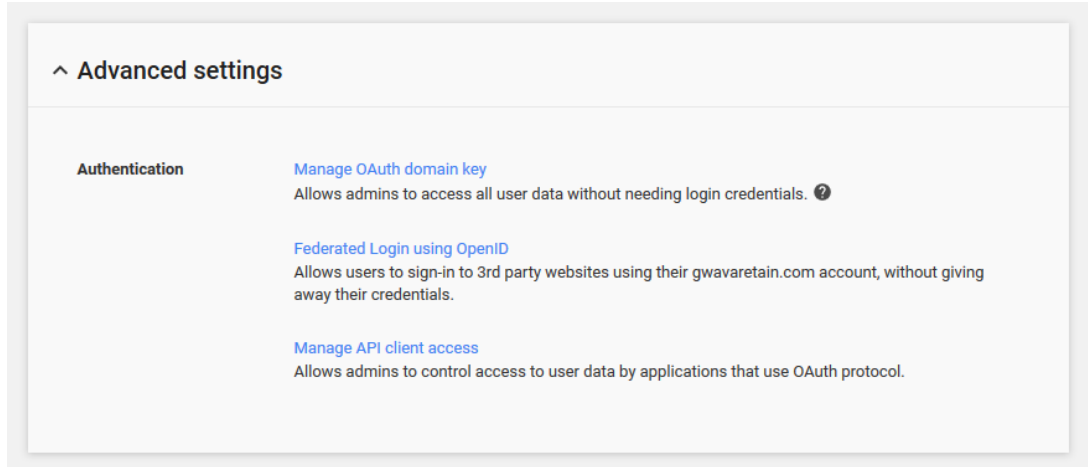 Advanced settings
Authentication
Manage OAuth domain key
Allows admins to access all user data without needing login credentials. ?
Federated Login using OpenID
Allows users to sign-in to 3rd party websites using their gwavaretain.com account, without giving
away their credentials.
Manage API client access
Allows admins to control access to user data by applications that use OAuth protocol.